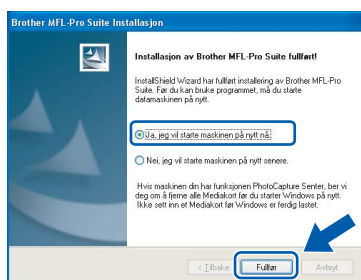 Brother MFL-Pro Suite Installasjon
Installasjon av Brother MFL-Pro Suite fullført!
InstallShield Wizard har fullført installering av Brother MFL-Pro
Suite. Før du kan bruke programmet, må du starte
datamaskinen på nytt.
Ja, jeg vil starte maskinen på nytt nå.
Nei, jeg vil starte maskinen på nytt senere.
Hvis maskinen din har funksjonen PhotoCapture Senter, ber vi
deg om å fjerne alle Mediakort før du starter Windows på nytt.
Ikke sett inn et Mediakort før Windows er ferdig lastet.
< Tilbake
Fullfør
Avbryt